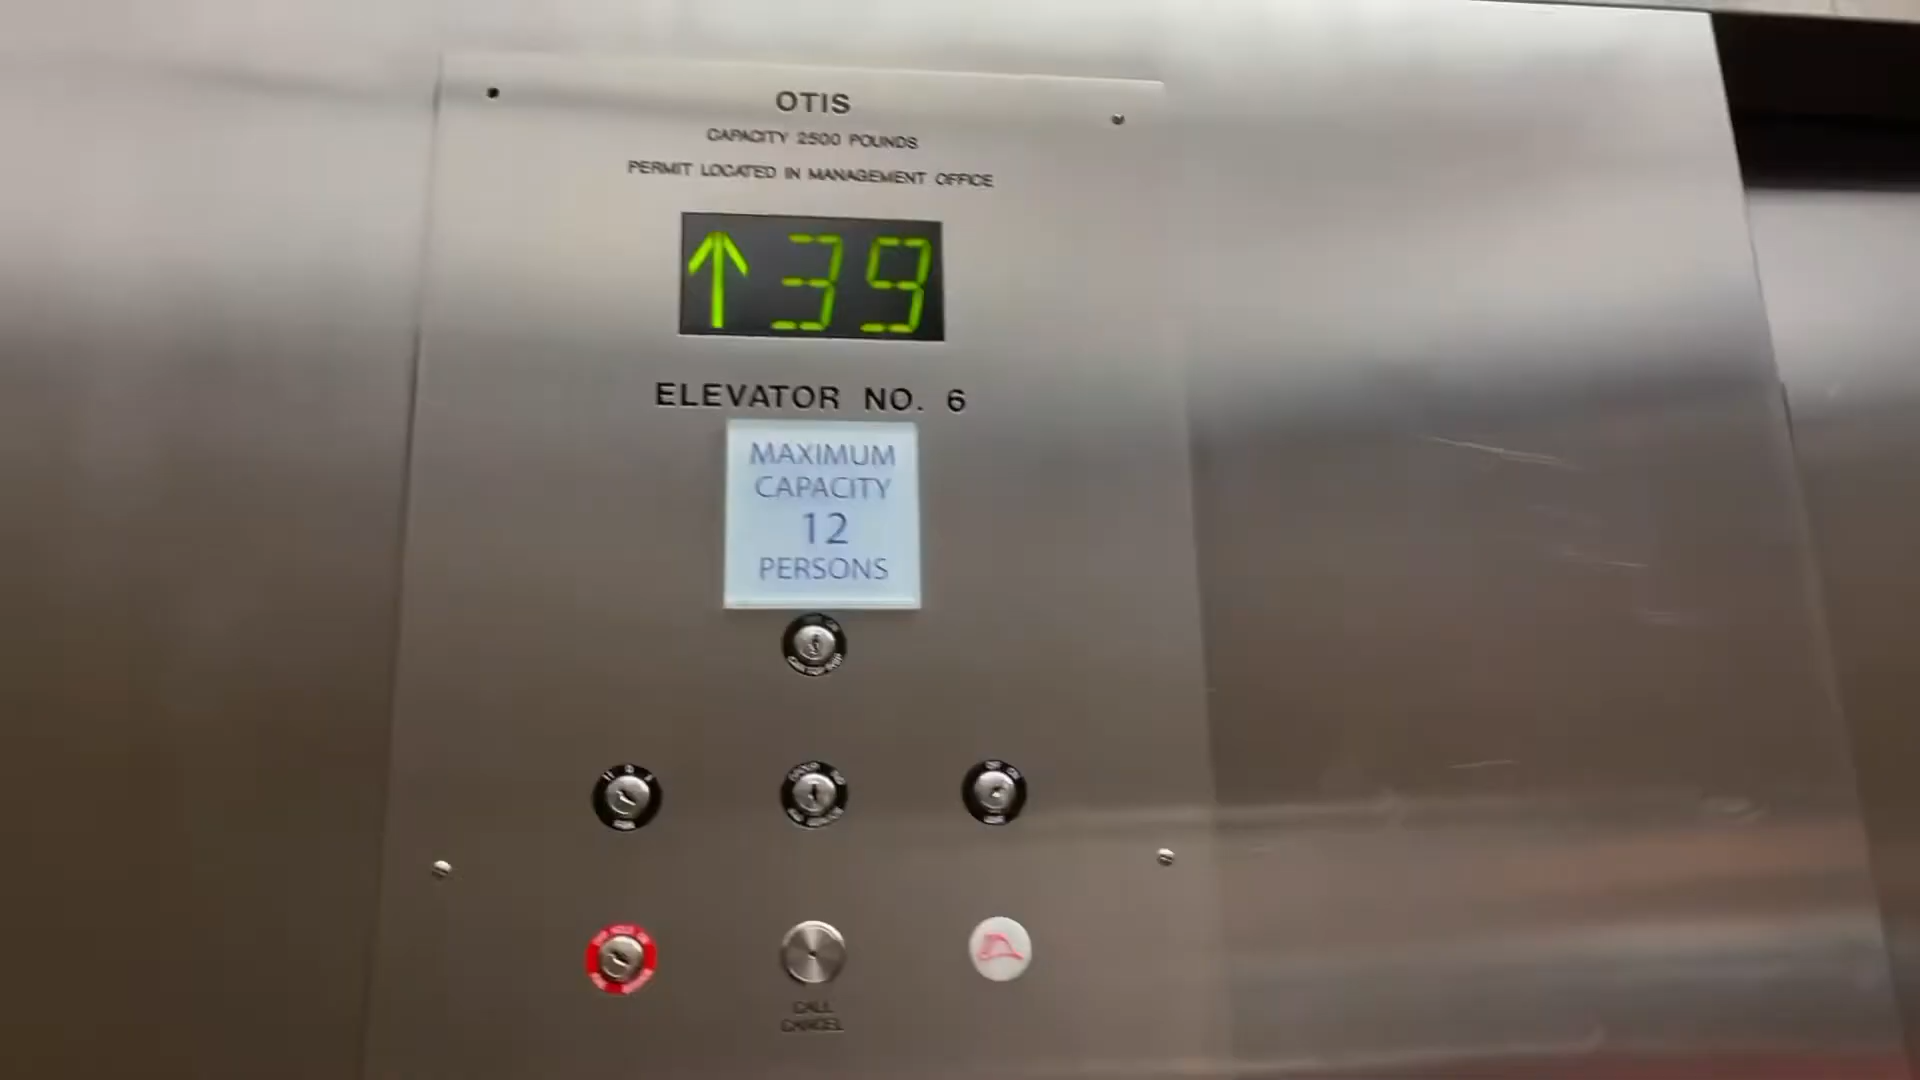 OTIS
CAPACITY 2500 POUNDS
PERMIT LOCATED IN MANAGEMENT OFFICE
↑39
ELEVATOR NO. 6
MAXIMUM
CAPACITY
12
PERSONS
CALL
CANCEL